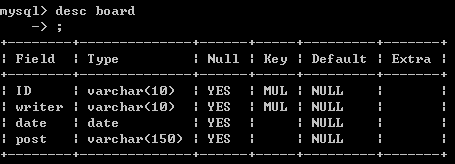 mysql> desc board
    -> ;
+--------+--------------+------+-----+---------+-------+
| Field  | Type         | Null | Key | Default | Extra |
+--------+--------------+------+-----+---------+-------+
| ID     | varchar(10)  | YES  | MUL | NULL    |       |
| writer | varchar(10)  | YES  | MUL | NULL    |       |
| date   | date         | YES  |     | NULL    |       |
| post   | varchar(150) | YES  |     | NULL    |       |
+--------+--------------+------+-----+---------+-------+